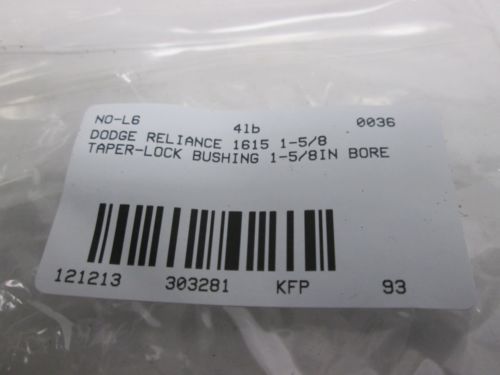 NO-L6 41b 0036
DODGE RELIANCE 1615 1-5/8
TAPER-LOCK BUSHING 1-5/8IN BORE
121213 303281 KFP 93